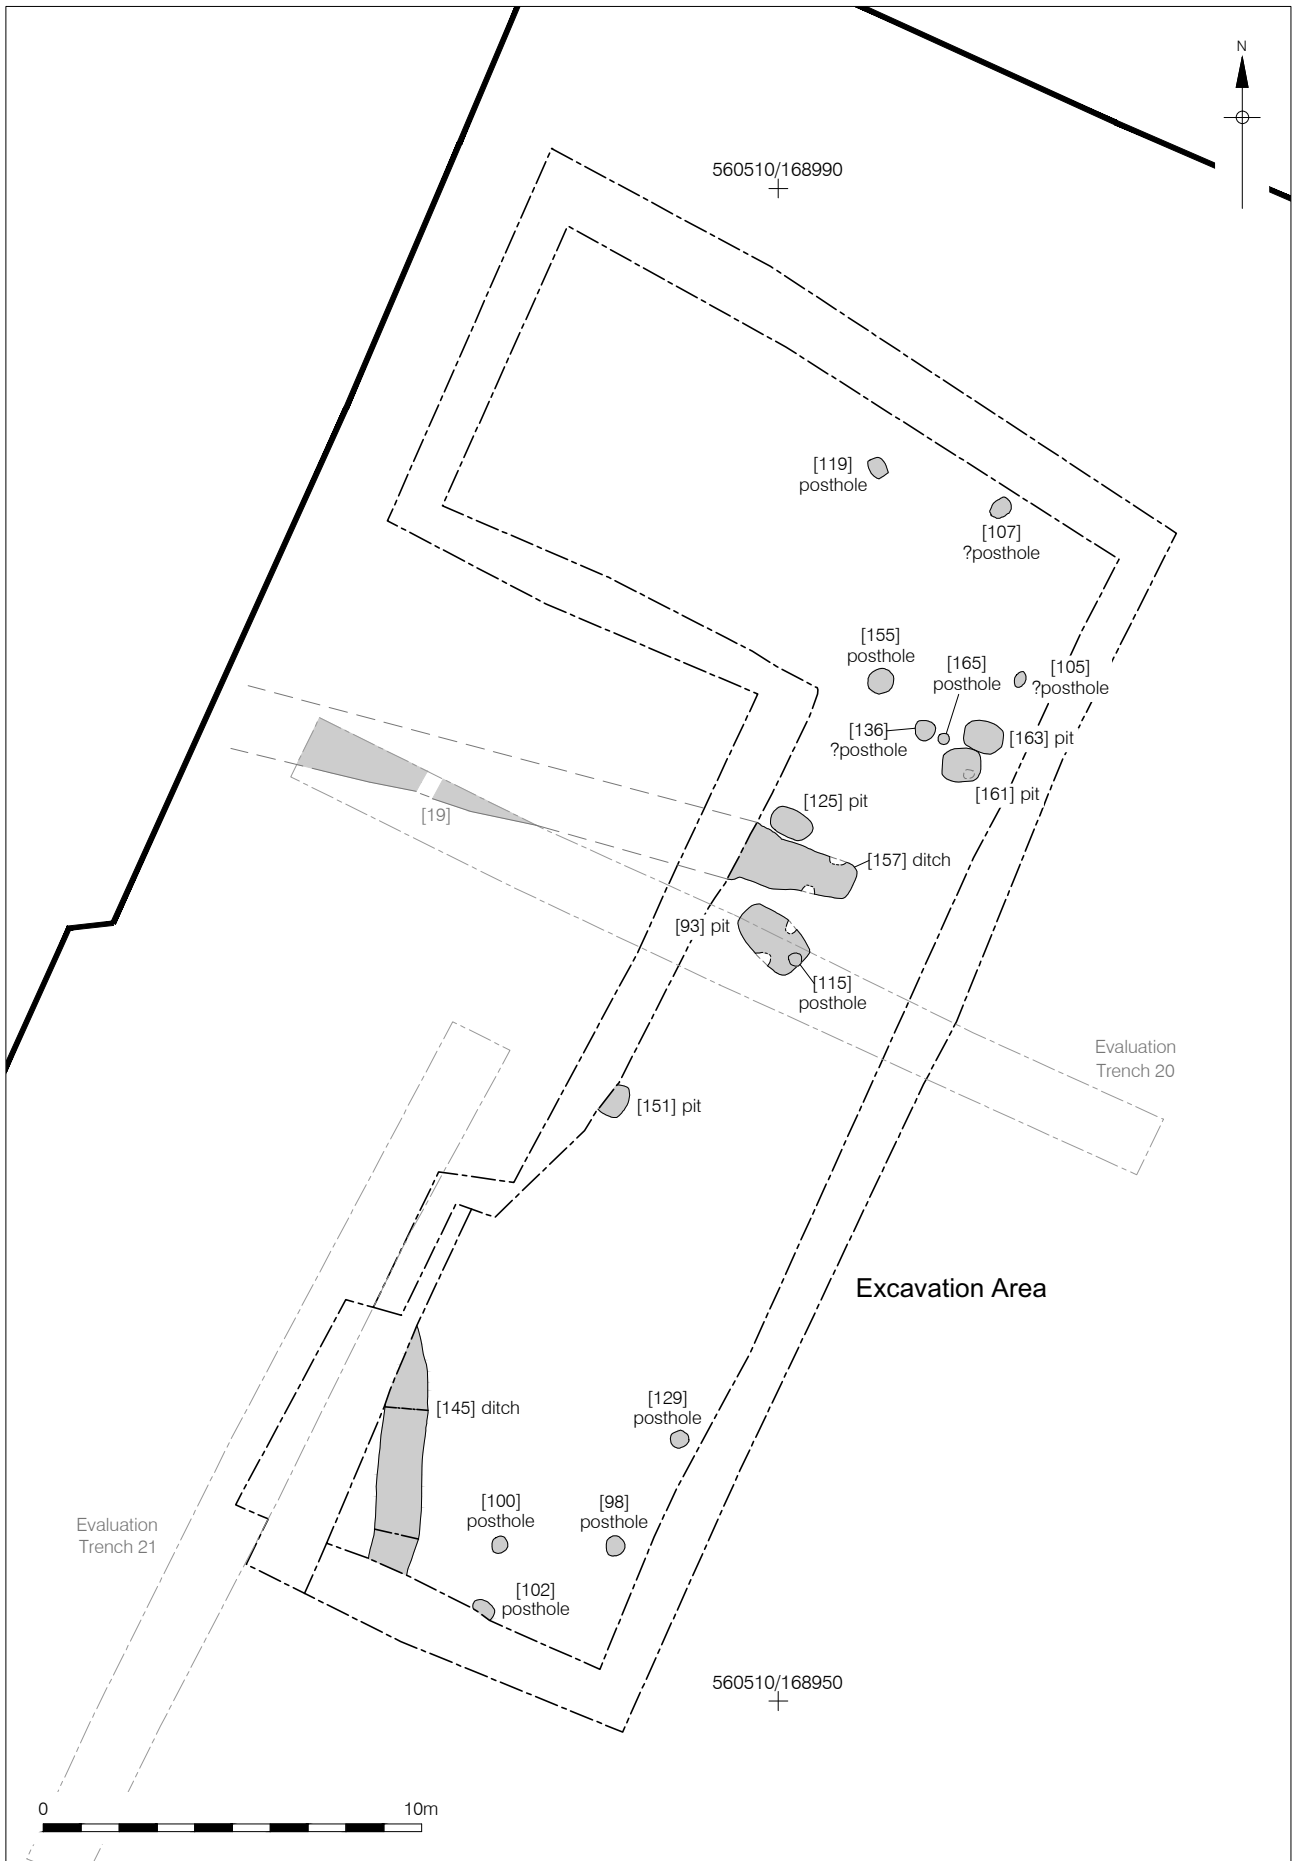 N
560510/168990
[119]
posthole
[107]
?posthole
[155]
posthole
[165]
posthole
[105]
?posthole
[136]
?posthole
[163] pit
[161] pit
[125] pit
[19]
[157] ditch
[93] pit
[115]
posthole
Evaluation
Trench 20
[151] pit
Excavation Area
[145] ditch
[129]
posthole
[100]
posthole
[98]
posthole
Evaluation
Trench 21
[102]
posthole
560510/168950
0
10m